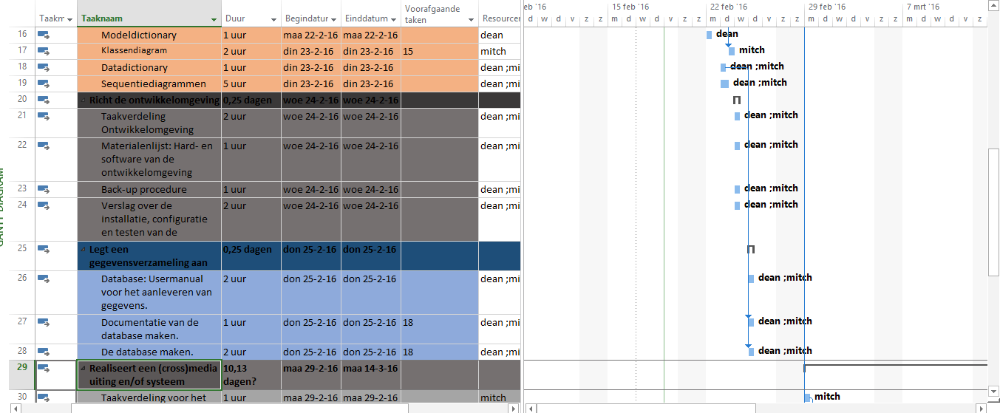 Taakm Taaknaam Duur Begindatur Einddatum Voorafgaande taken Resourcer
eb '16 15 feb '16 22 feb '16 29 feb '16 7 mrt '16
d w d v z z m d w d v z z m d w d v z z m d w d v z z m d w d v z
16 Modeldictionary 1 uur maa 22-2-16 maa 22-2-16 dean
17 Klassendiagram 2 uur din 23-2-16 din 23-2-16 15 mitch
18 Datadictionary 1 uur din 23-2-16 din 23-2-16 dean ;mi
19 Sequentiediagrammen 5 uur din 23-2-16 din 23-2-16 dean ;mi
20 Richt de ontwikkelomgeving 0,25 dagen woe 24-2-16 woe 24-2-16
21 Taakverdeling 2 uur woe 24-2-16 woe 24-2-16 dean ;mi
Ontwikkelomgeving
22 Materialenlijst: Hard- en 1 uur woe 24-2-16 woe 24-2-16 dean ;mi
software van de
ontwikkelomgeving
23 Back-up procedure 1 uur woe 24-2-16 woe 24-2-16 dean ;mi
24 Verslag over de 2 uur woe 24-2-16 woe 24-2-16 dean ;mi
installatie, configuratie
en testen van de
25 Legt een 0,25 dagen don 25-2-16 don 25-2-16
gegevensverzameling aan
26 Database: Usermanual 2 uur don 25-2-16 don 25-2-16 dean ;mi
voor het aanleveren van
gegevens.
27 Documentatie van de 1 uur don 25-2-16 don 25-2-16 18 dean ;mi
database maken.
28 De database maken. 2 uur don 25-2-16 don 25-2-16 18 dean ;mi
29 Realiseert een (cross)media 10,13 maa 29-2-16 maa 14-3-16
uiting en/of systeem dagen?
30 Taakverdeling voor het 1 uur maa 29-2-16 maa 29-2-16 mitch
dean
mitch
dean ;mitch
dean ;mitch
dean ;mitch
dean ;mitch
dean ;mitch
dean ;mitch
dean ;mitch
dean ;mitch
dean ;mitch
mitch